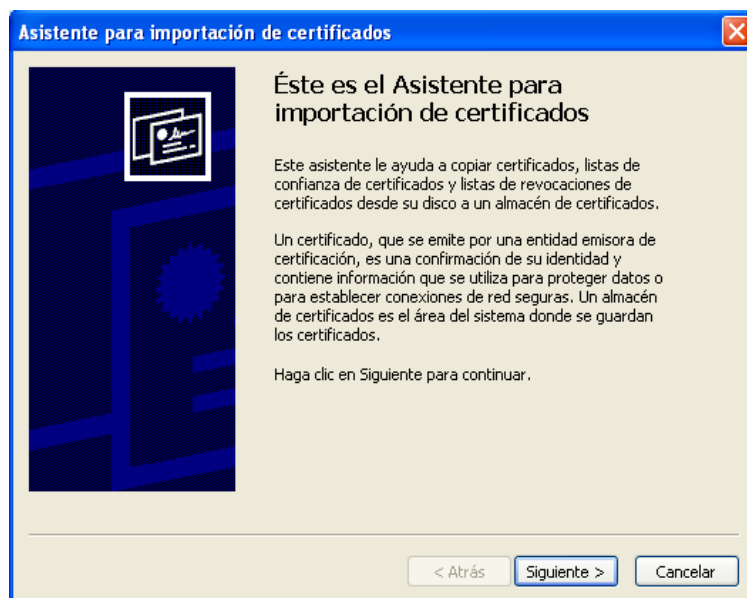 Asistente para importación de certificados
Éste es el Asistente para
importación de certificados
Este asistente le ayuda a copiar certificados, listas de
confianza de certificados y listas de revocaciones de
certificados desde su disco a un almacén de certificados.
Un certificado, que se emite por una entidad emisora de
certificación, es una confirmación de su identidad y
contiene información que se utiliza para proteger datos o
para establecer conexiones de red seguras. Un almacén
de certificados es el área del sistema donde se guardan
los certificados.
Haga clic en Siguiente para continuar.
< Atrás Siguiente > Cancelar